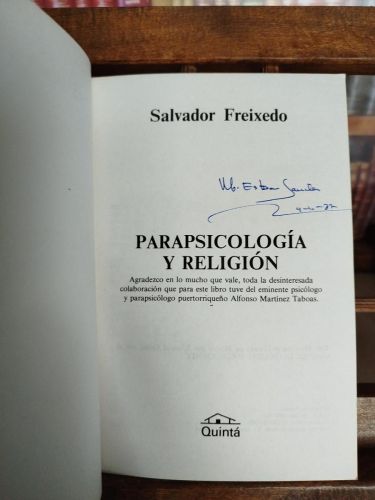 Salvador Freixedo
PARAPSICOLOGÍA
Y RELIGIÓN
Agradezco en lo mucho que vale, toda la desinteresada
colaboración que para este libro tuve del eminente psicólogo
y parapsicólogo puertorriqueño Alfonso Martínez Taboas.
Quintá